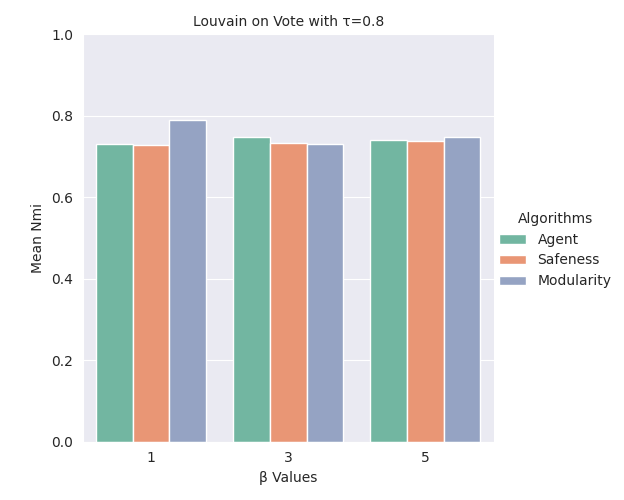 Louvain on Vote with τ=0.8
1.0
0.8
0.6
0.4
0.2
0.0
Mean Nmi
1 3 5
β Values
Algorithms
Agent
Safeness
Modularity